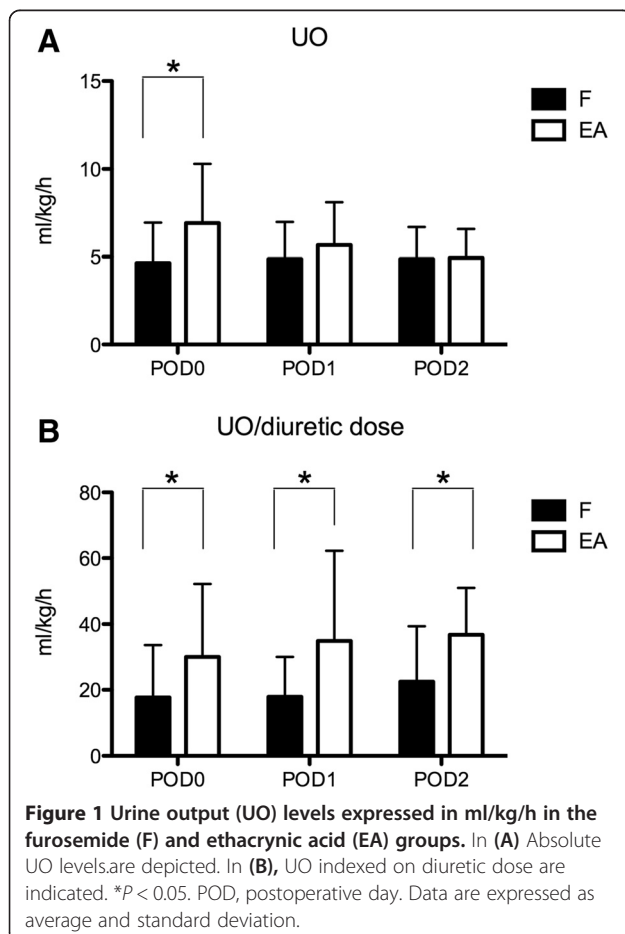 A
UO
*
15
10
5
0
ml/kg/h
F
EA
POD0 POD1 POD2
B
UO/diuretic dose
* * *
80
60
40
20
0
ml/kg/h
F
EA
POD0 POD1 POD2
Figure 1 Urine output (UO) levels expressed in ml/kg/h in the
furosemide (F) and ethacrynic acid (EA) groups. In (A) Absolute
UO levels.are depicted. In (B), UO indexed on diuretic dose are
indicated. *P < 0.05. POD, postoperative day. Data are expressed as
average and standard deviation.